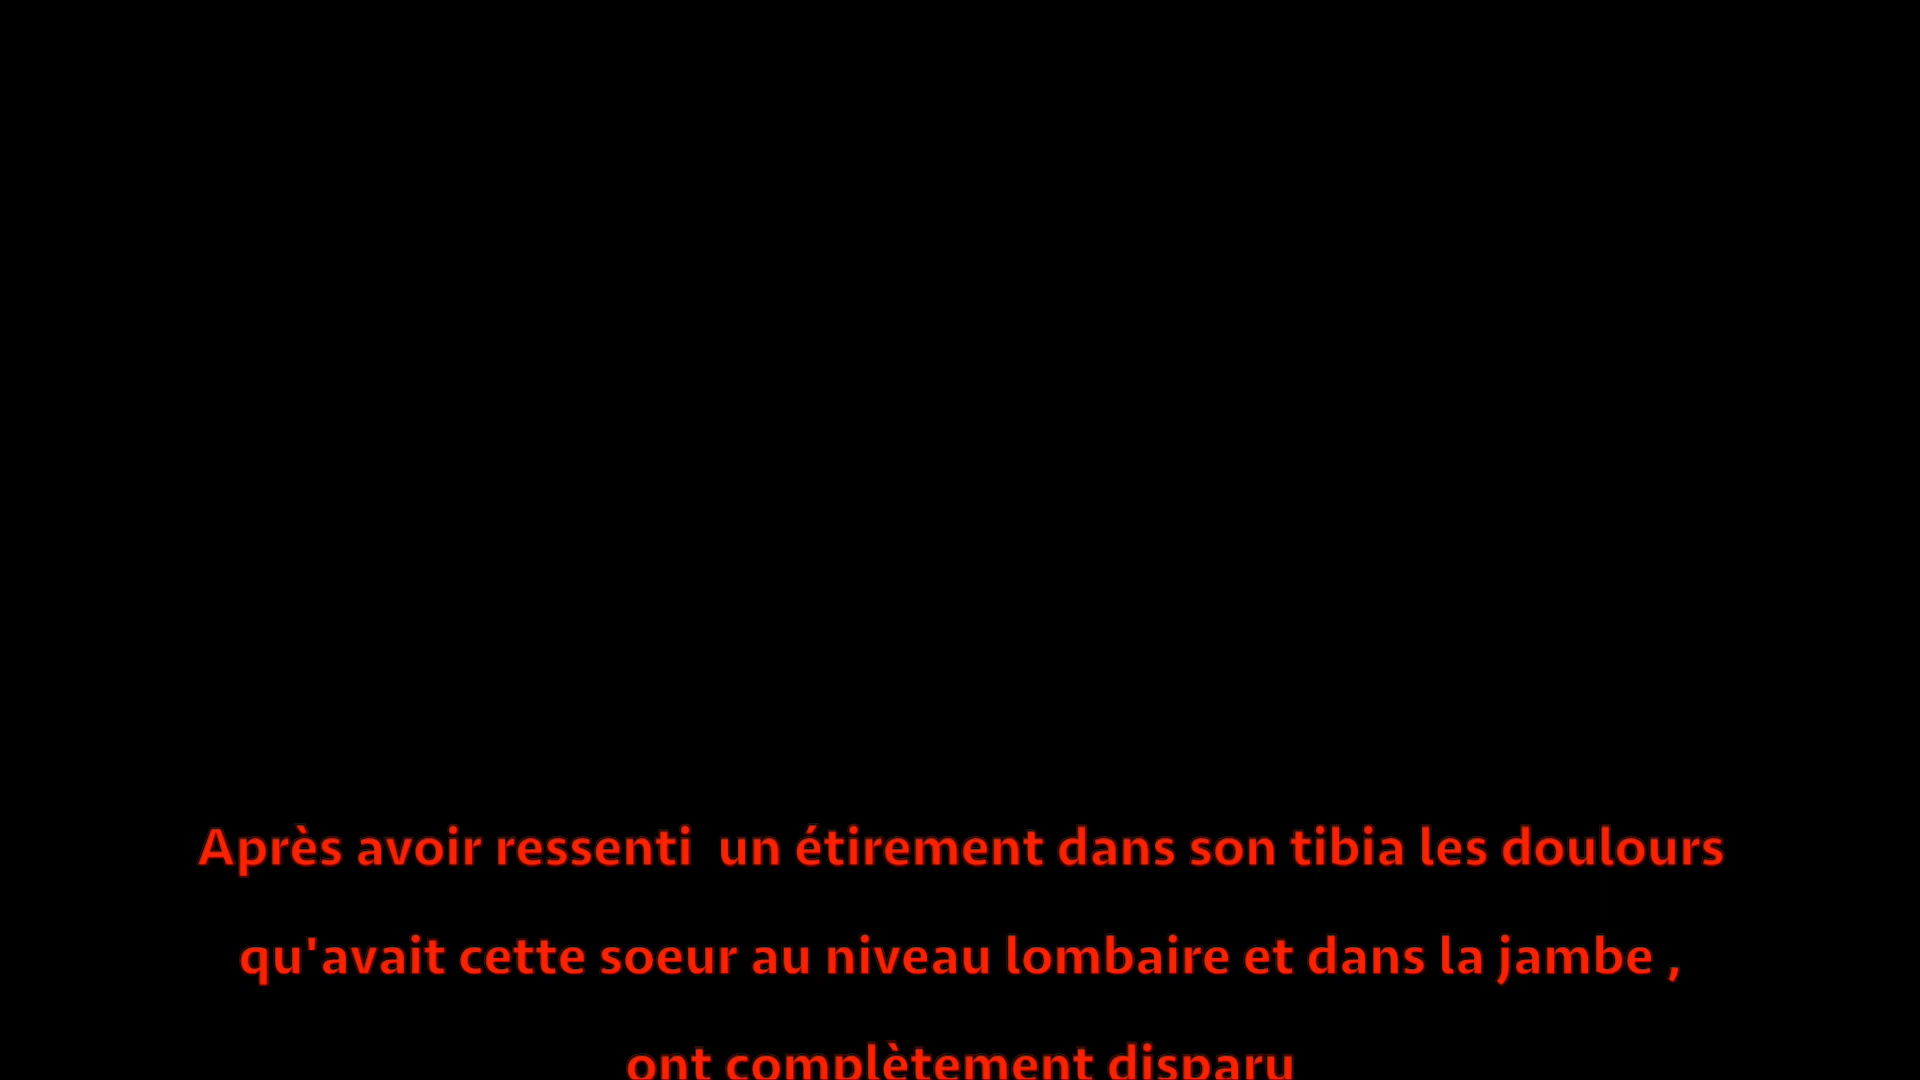 Après avoir ressenti  un étirement dans son tibia les doulours
qu'avait cette soeur au niveau lombaire et dans la jambe ,
ont complètement disparu